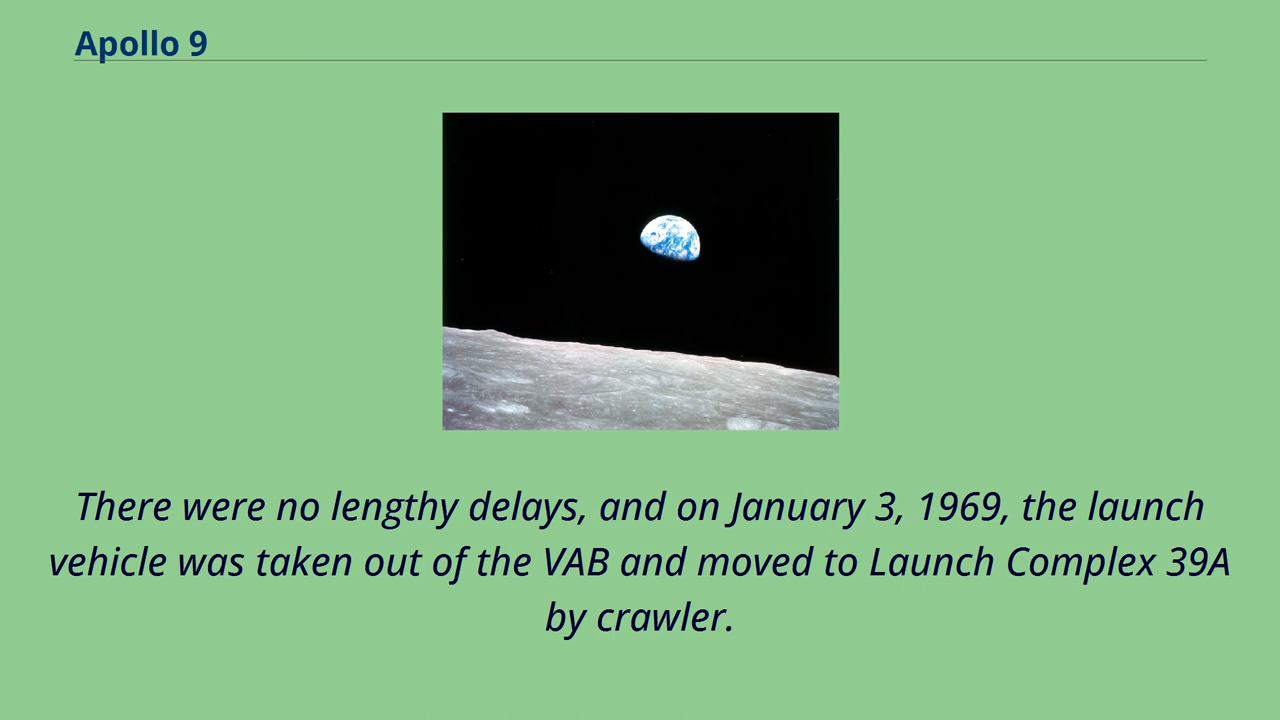 Apollo 9
There were no lengthy delays, and on January 3, 1969, the launch
vehicle was taken out of the VAB and moved to Launch Complex 39A
by crawler.